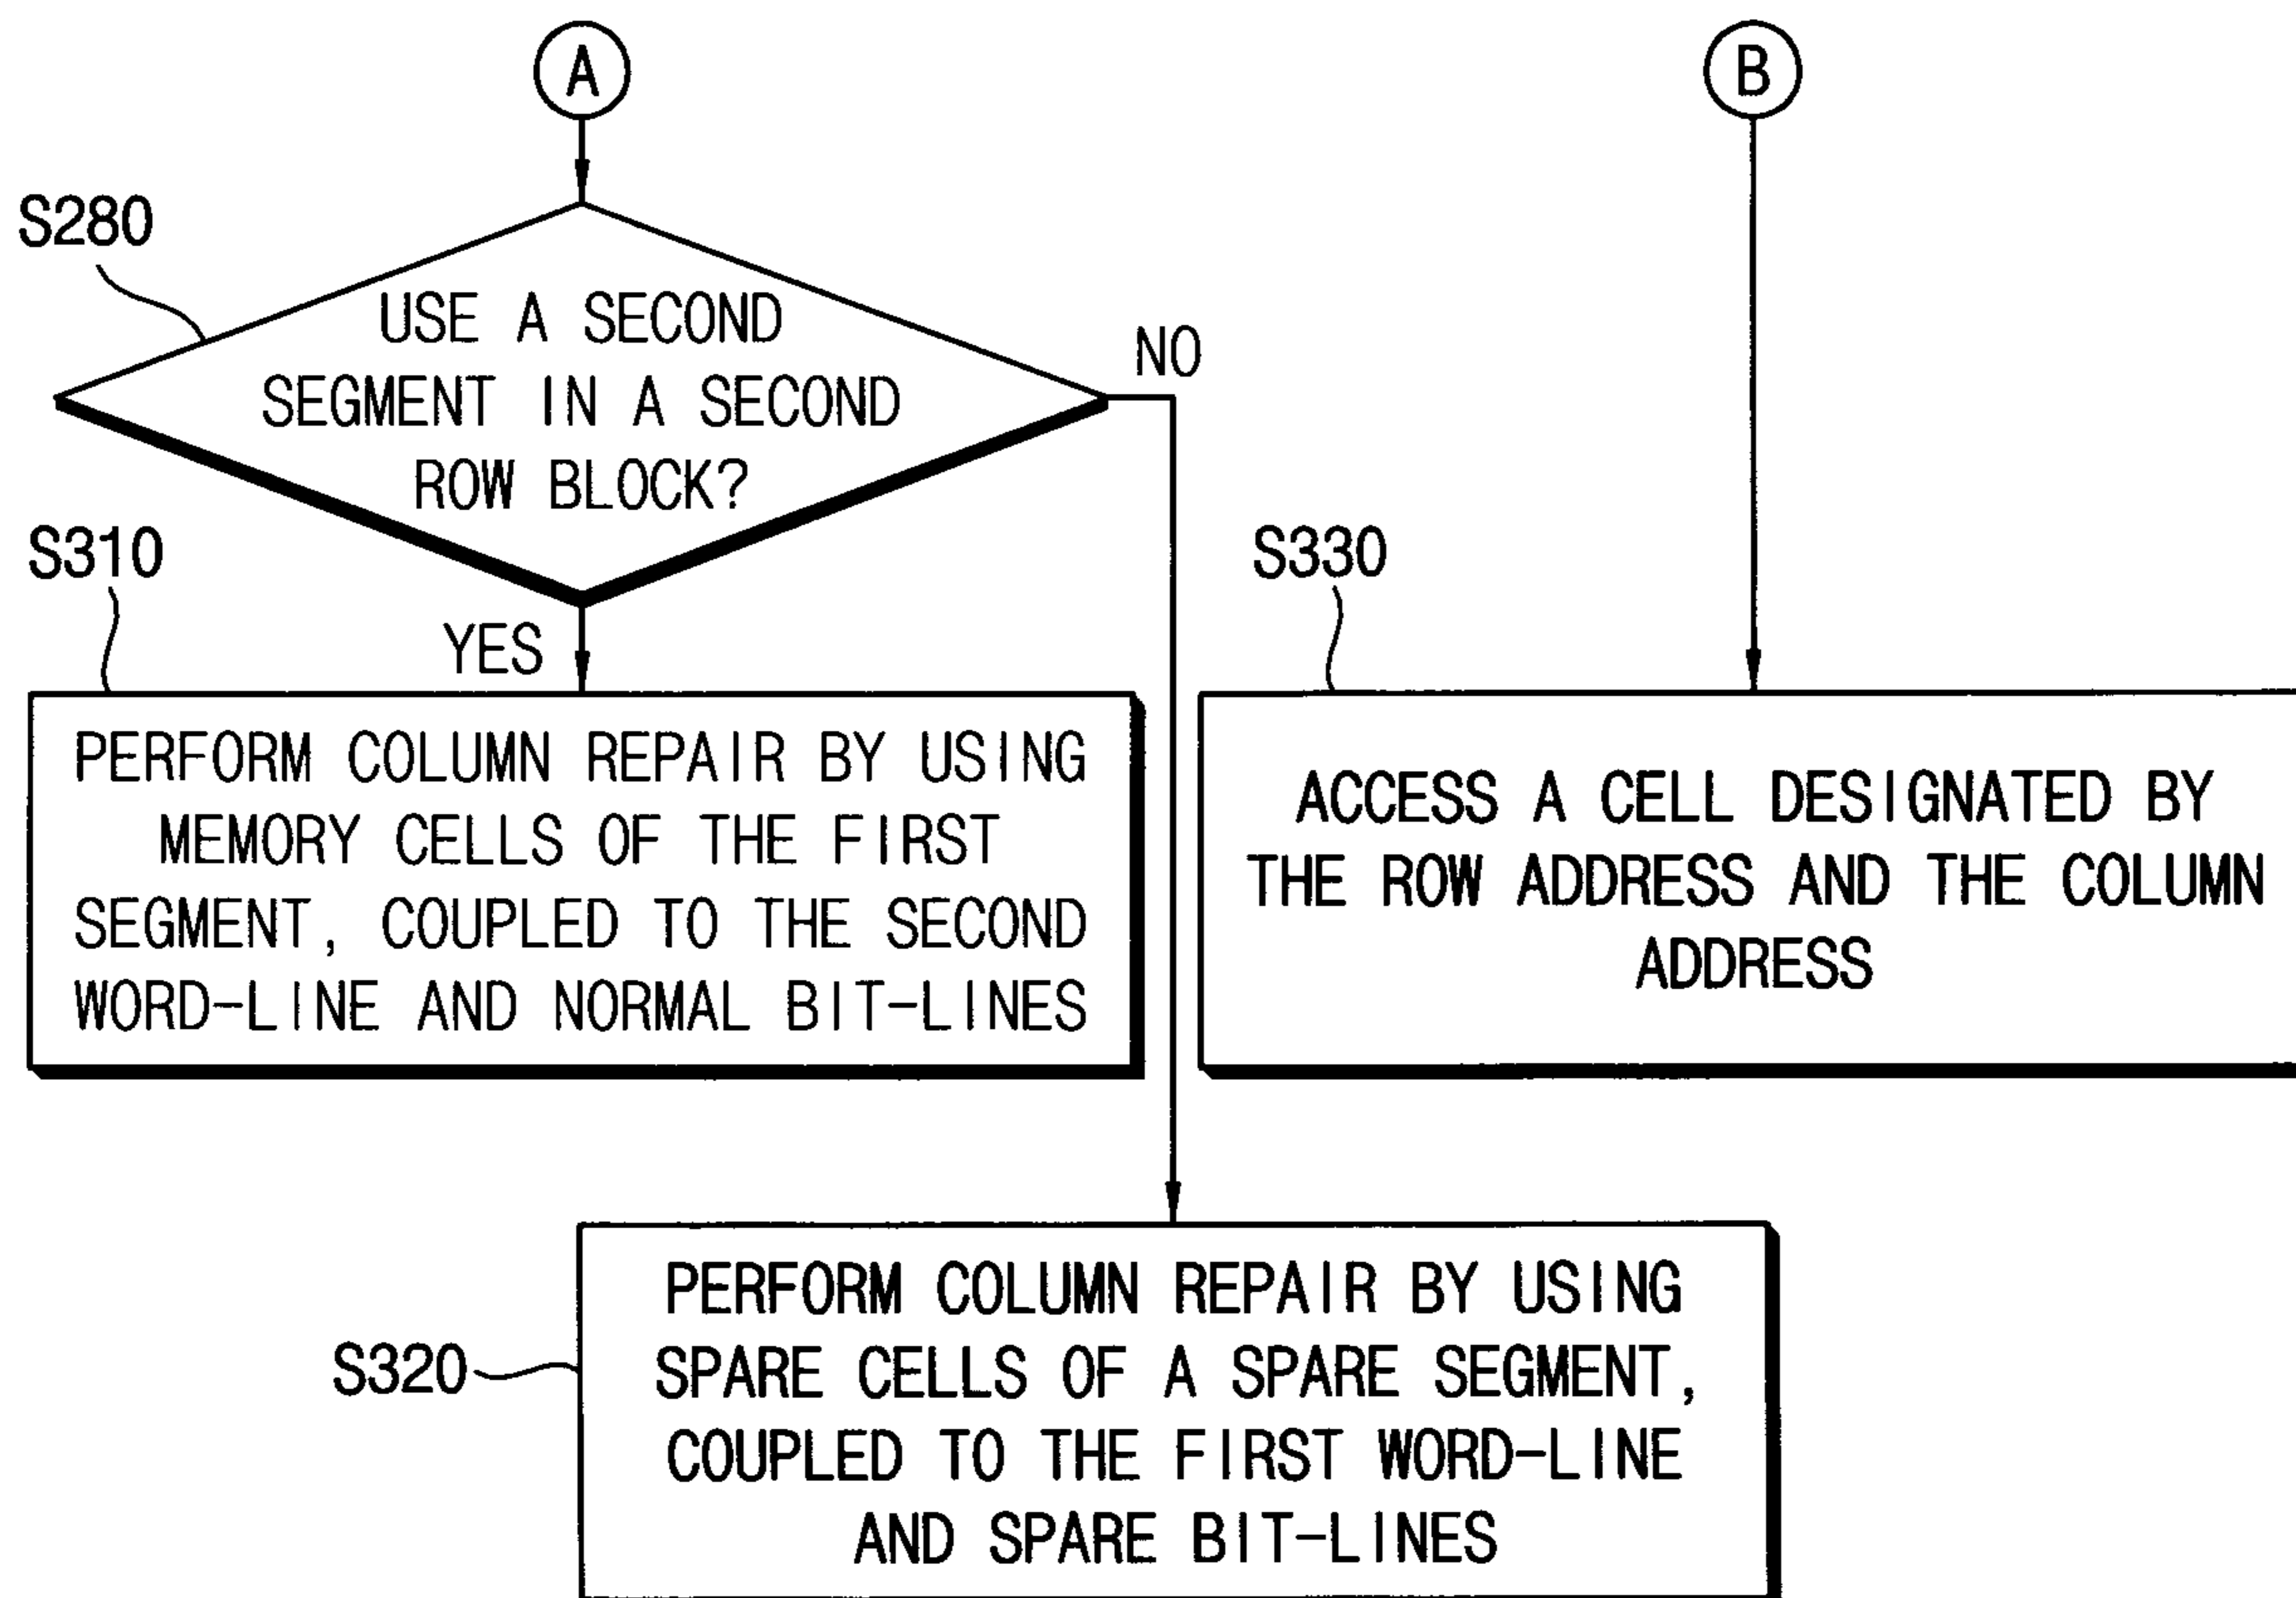 A
B
S280
USE A SECOND
SEGMENT IN A SECOND
ROW BLOCK?
NO
S310
YES
S330
PERFORM COLUMN REPAIR BY USING
MEMORY CELLS OF THE FIRST
SEGMENT, COUPLED TO THE SECOND
WORD-LINE AND NORMAL BIT-LINES
ACCESS A CELL DESIGNATED BY
THE ROW ADDRESS AND THE COLUMN
ADDRESS
S320
PERFORM COLUMN REPAIR BY USING
SPARE CELLS OF A SPARE SEGMENT,
COUPLED TO THE FIRST WORD-LINE
AND SPARE BIT-LINES